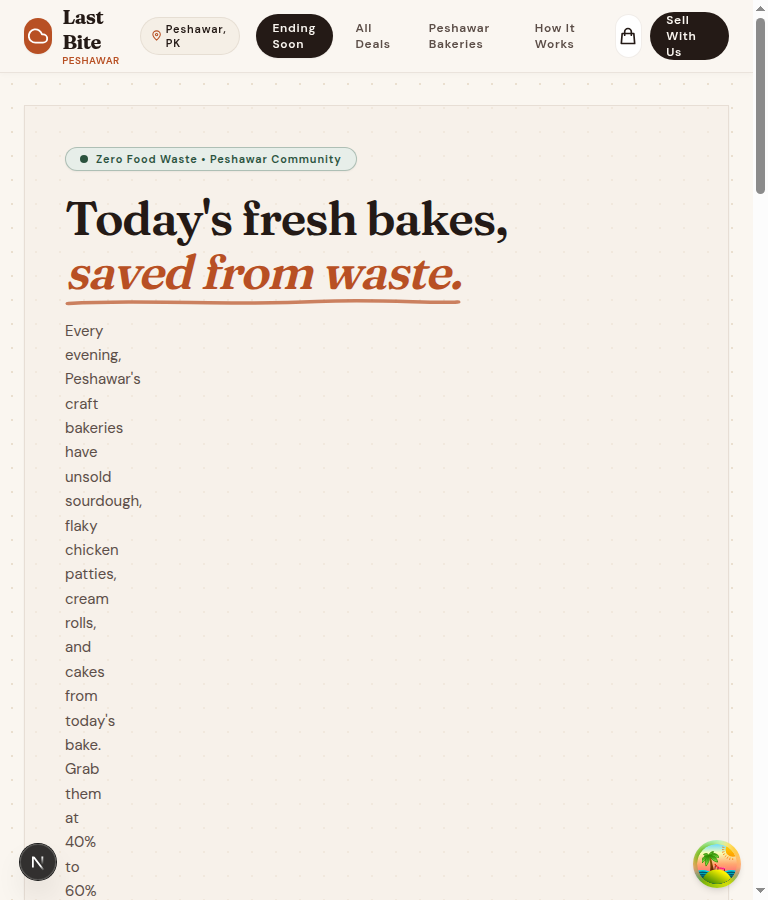 Last
Bite
PESHAWAR
Peshawar,
PK
Ending
Soon
All
Deals
Peshawar
Bakeries
How It
Works
Sell
With
Us
Zero Food Waste • Peshawar Community
Today's fresh bakes,
saved from waste.
Every
evening,
Peshawar's
craft
bakeries
have
unsold
sourdough,
flaky
chicken
patties,
cream
rolls,
and
cakes
from
today's
bake.
Grab
them
at
40%
to
60%
N